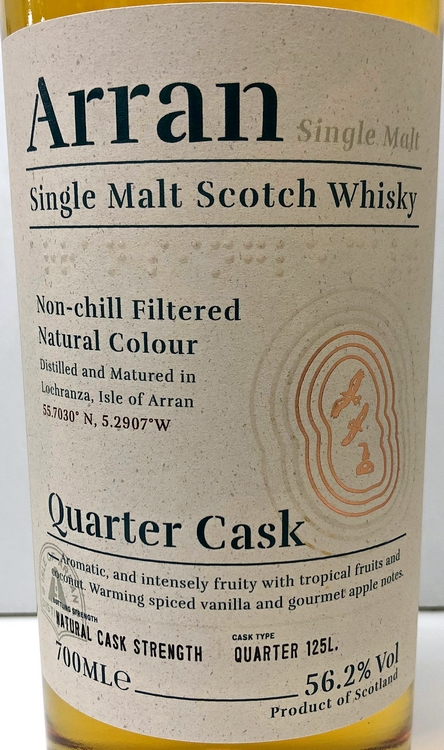 Arran Single Malt
Single Malt Scotch Whisky
Non-chill Filtered
Natural Colour
Distilled and Matured in
Lochranza, Isle of Arran
55.7030° N, 5.2907°W
Quarter Cask
Aromatic, and intensely fruity with tropical fruits and
coconut. Warming spiced vanilla and gourmet apple notes.
BOTTLING STRENGTH
NATURAL CASK STRENGTH
CASK TYPE
QUARTER 125L.
700ML℮
56.2% Vol
Product of Scotland